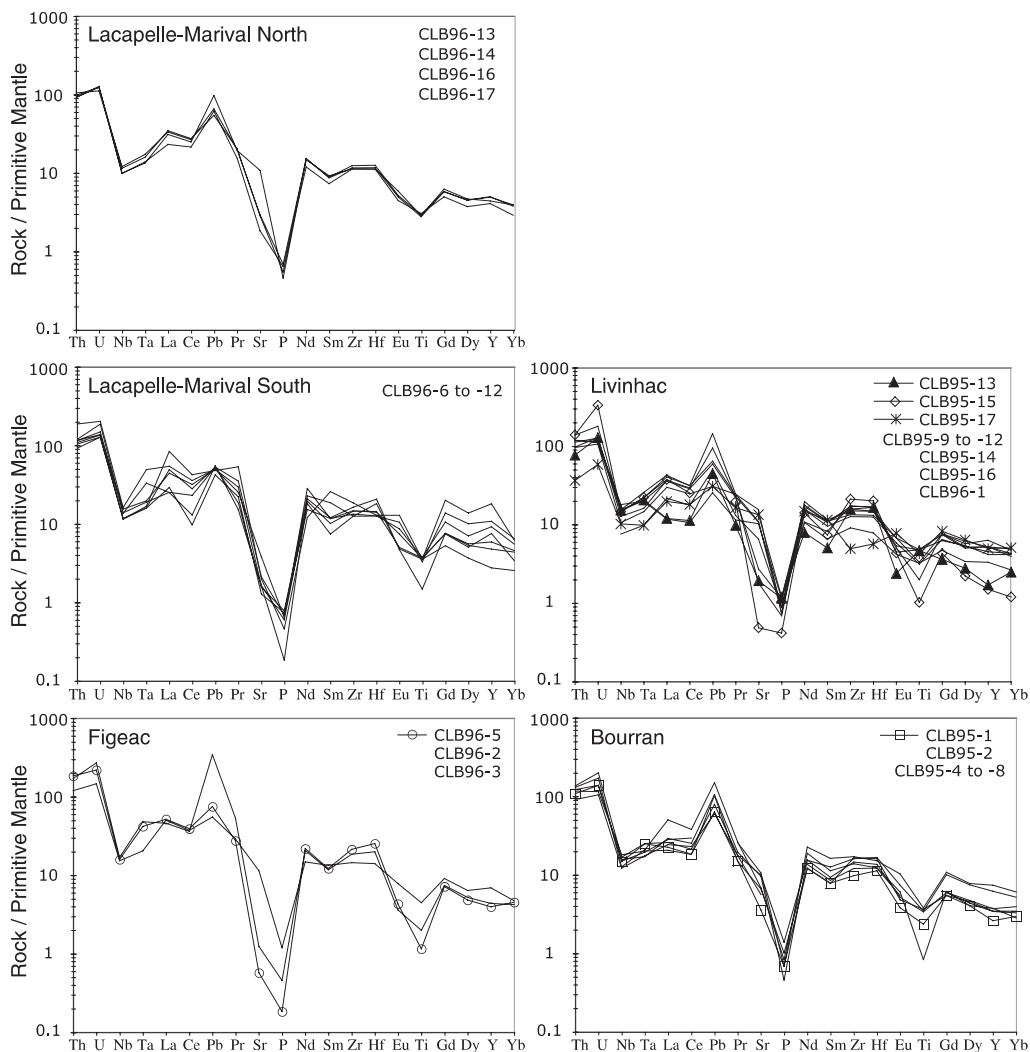 Rock / Primitive Mantle
1000
100
10
1
0.1
Lacapelle-Marival North
CLB96-13
CLB96-14
CLB96-16
CLB96-17
Th U Nb Ta La Ce Pb Pr Sr P Nd Sm Zr Hf Eu Ti Gd Dy Y Yb
Rock / Primitive Mantle
1000
100
10
1
0.1
Lacapelle-Marival South
CLB96-6 to -12
Th U Nb Ta La Ce Pb Pr Sr P Nd Sm Zr Hf Eu Ti Gd Dy Y Yb
1000
100
10
1
0.1
Livinhac
CLB95-13
CLB95-15
CLB95-17
CLB95-9 to -12
CLB95-14
CLB95-16
CLB96-1
Th U Nb Ta La Ce Pb Pr Sr P Nd Sm Zr Hf Eu Ti Gd Dy Y Yb
Rock / Primitive Mantle
1000
100
10
1
0.1
Figeac
CLB96-5
CLB96-2
CLB96-3
Th U Nb Ta La Ce Pb Pr Sr P Nd Sm Zr Hf Eu Ti Gd Dy Y Yb
1000
100
10
1
0.1
Bourran
CLB95-1
CLB95-2
CLB95-4 to -8
Th U Nb Ta La Ce Pb Pr Sr P Nd Sm Zr Hf Eu Ti Gd Dy Y Yb